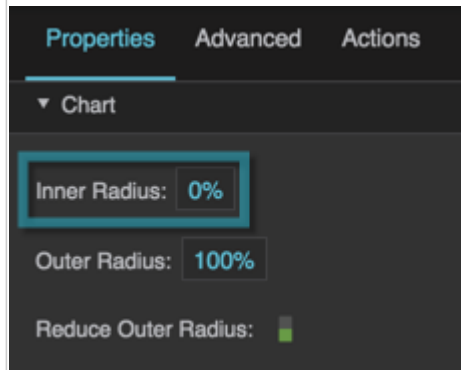 Properties Advanced Actions
Chart
Inner Radius: 0%
Outer Radius: 100%
Reduce Outer Radius: